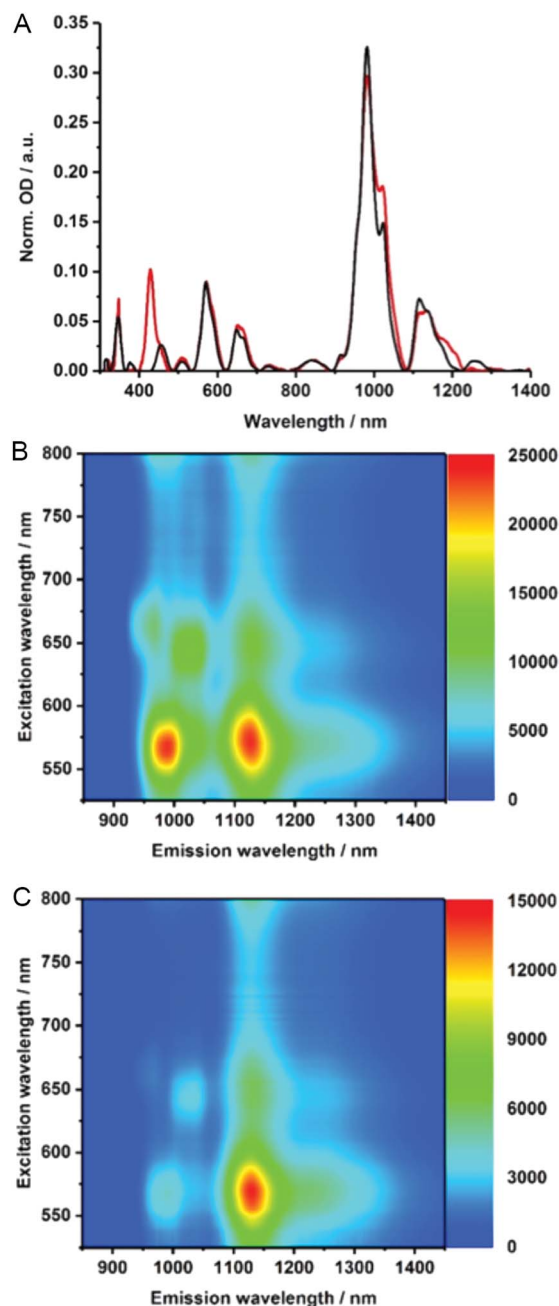 A
Norm. OD / a.u.
0.35
0.30
0.25
0.20
0.15
0.10
0.05
0.00
400 600 800 1000 1200 1400
Wavelength / nm
B
Excitation wavelength / nm
800
750
700
650
600
550
900 1000 1100 1200 1300 1400
Emission wavelength / nm
25000
20000
15000
10000
5000
0
C
Excitation wavelength / nm
800
750
700
650
600
550
900 1000 1100 1200 1300 1400
Emission wavelength / nm
15000
12000
9000
6000
3000
0